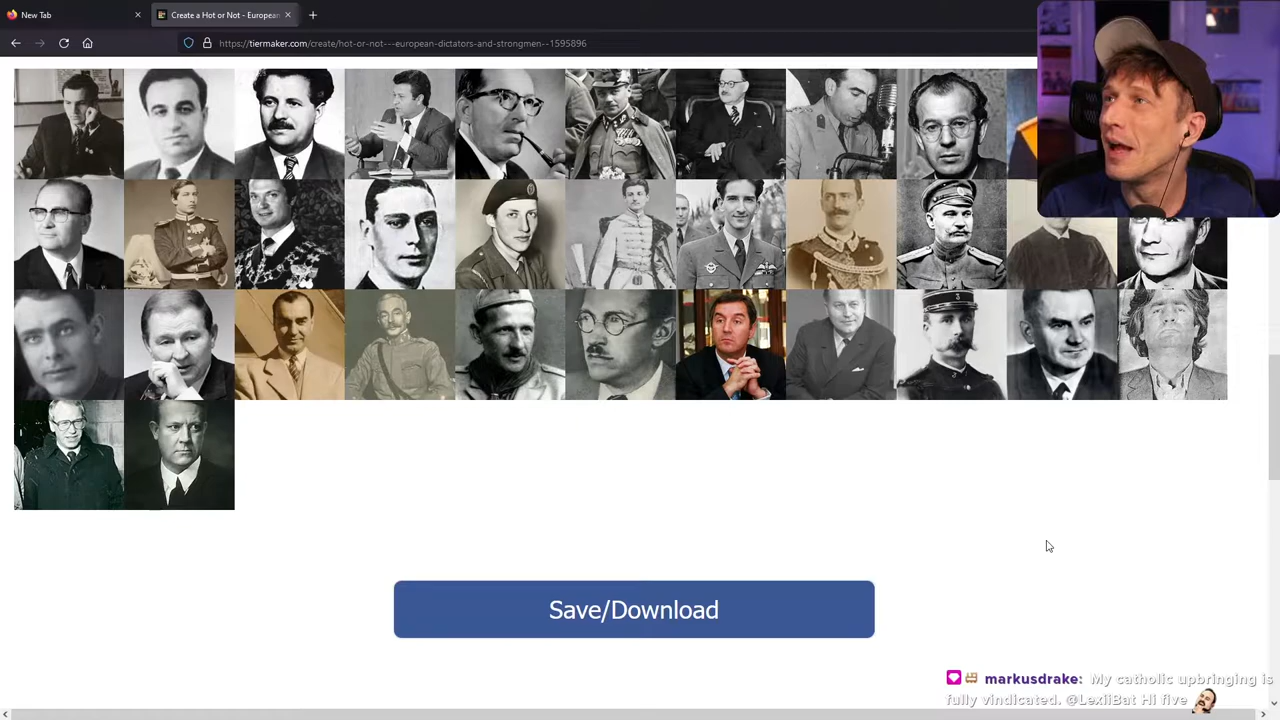 New Tab
Create a Hot or Not - European
https://tiermaker.com/create/hot-or-not---european-dictators-and-strongmen--1595896
Save/Download
markusdrake: My catholic upbringing is
fully vindicated. @LexiiBat Hi five